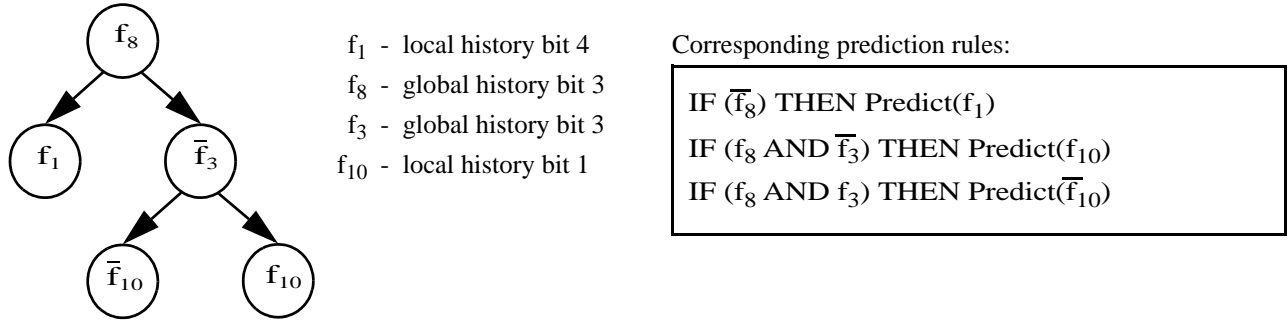 f₈
f₁
f̅₃
f̅₁₀
f₁₀
f₁ - local history bit 4
f₈ - global history bit 3
f₃ - global history bit 3
f₁₀ - local history bit 1
Corresponding prediction rules:
IF (f̅₈) THEN Predict(f₁)
IF (f₈ AND f̅₃) THEN Predict(f₁₀)
IF (f₈ AND f₃) THEN Predict(f̅₁₀)